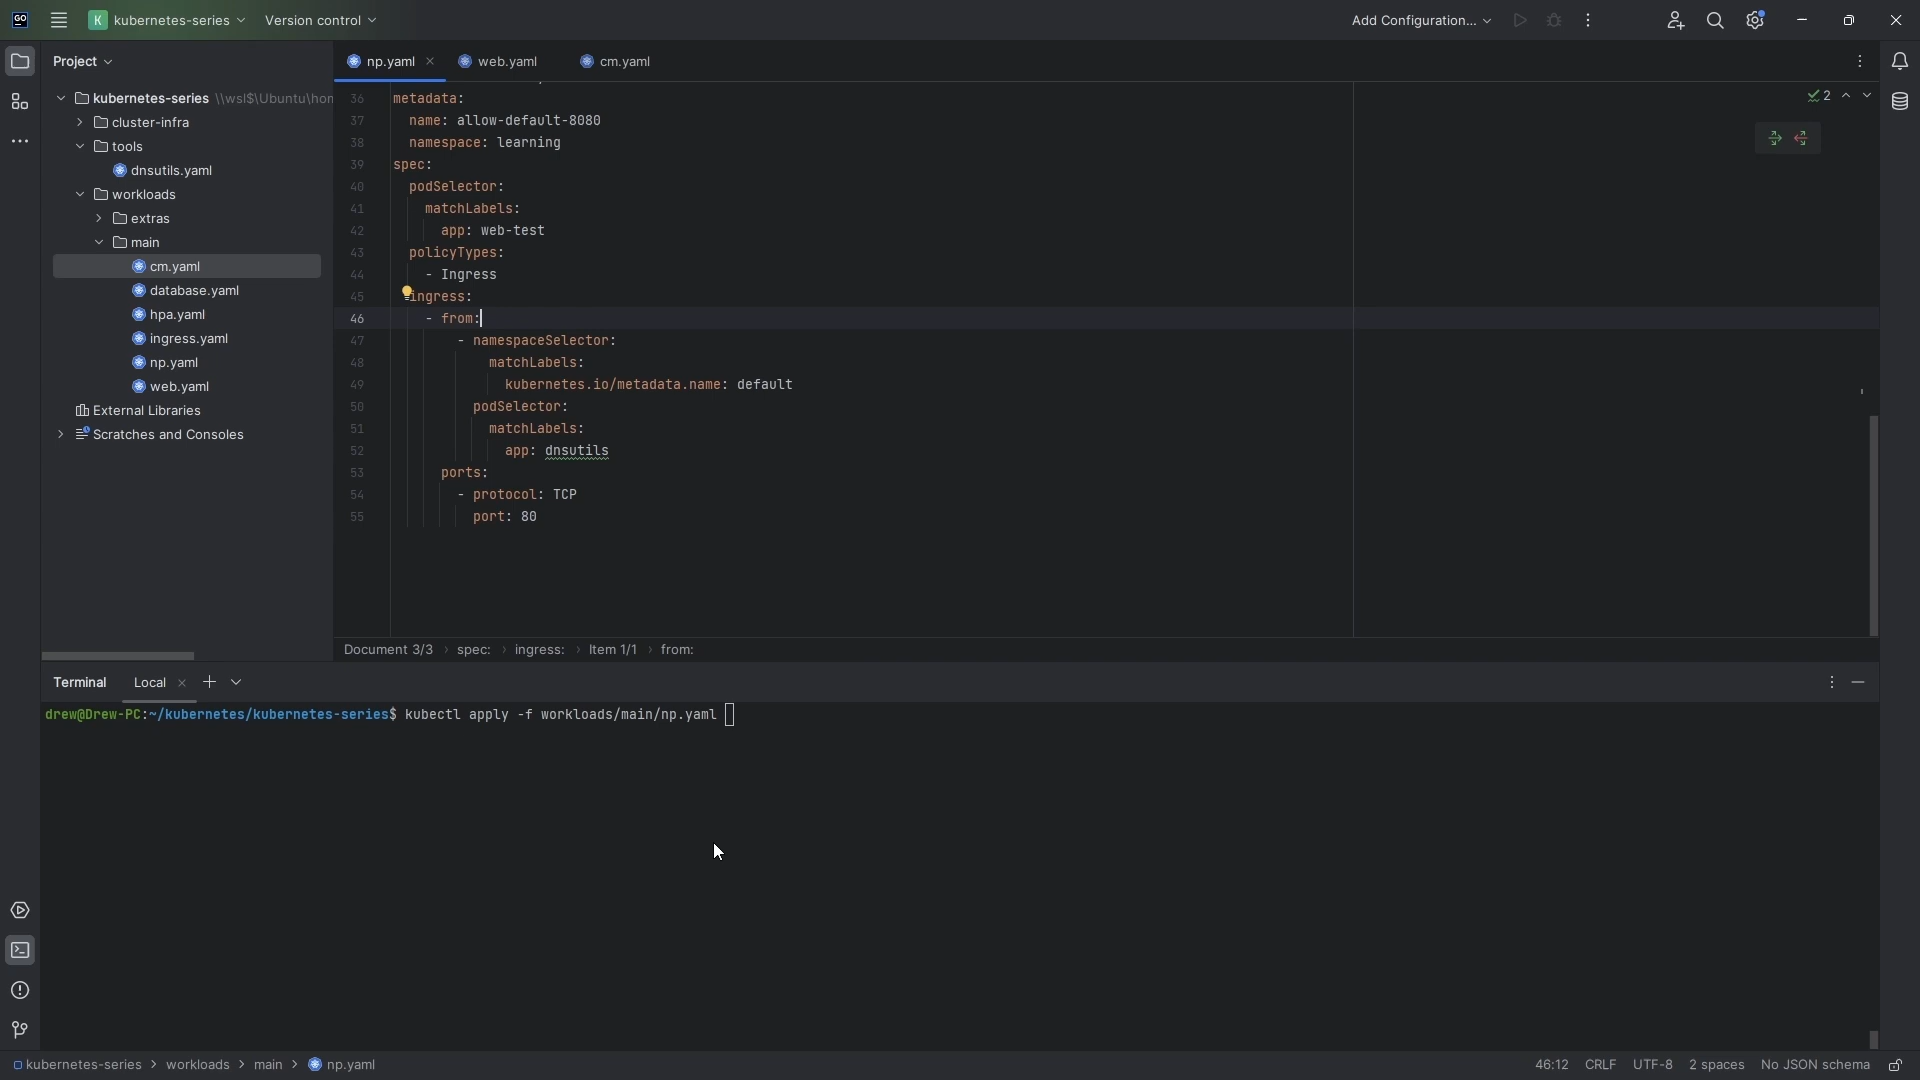 GO
K kubernetes-series
Version control
Add Configuration...
Project
np.yaml
web.yaml
cm.yaml
kubernetes-series \\wsl$\Ubuntu\hon
cluster-infra
tools
dnsutils.yaml
workloads
extras
main
cm.yaml
database.yaml
hpa.yaml
ingress.yaml
np.yaml
web.yaml
External Libraries
Scratches and Consoles
2
36 metadata:
37 name: allow-default-8080
38 namespace: learning
39 spec:
40 podSelector:
41 matchLabels:
42 app: web-test
43 policyTypes:
44 - Ingress
45 ingress:
46 - from:
47 - namespaceSelector:
48 matchLabels:
49 kubernetes.io/metadata.name: default
50 podSelector:
51 matchLabels:
52 app: dnsutils
53 ports:
54 - protocol: TCP
55 port: 80
Document 3/3 › spec: › ingress: › Item 1/1 › from:
Terminal
Local
drew@Drew-PC:~/kubernetes/kubernetes-series$ kubectl apply -f workloads/main/np.yaml
kubernetes-series > workloads > main > np.yaml
46:12 CRLF UTF-8 2 spaces No JSON schema